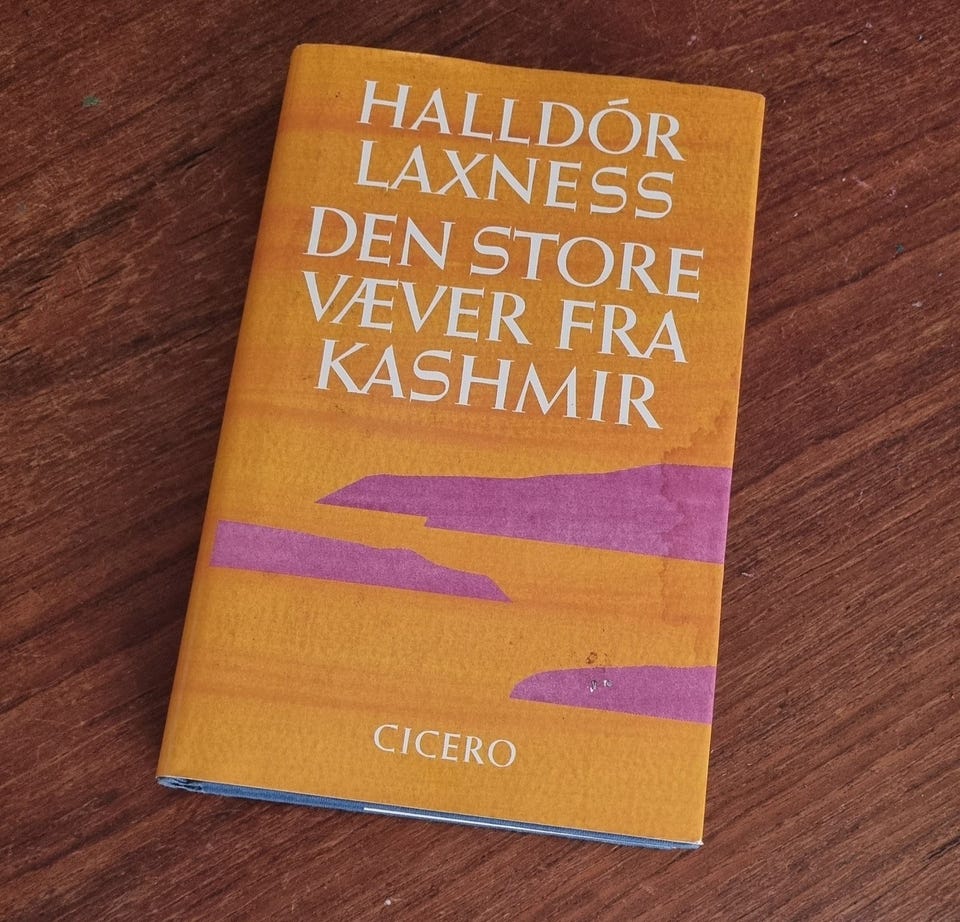 HALLDÓR
LAXNESS
DEN STORE
VÆVER FRA
KASHMIR
CICERO